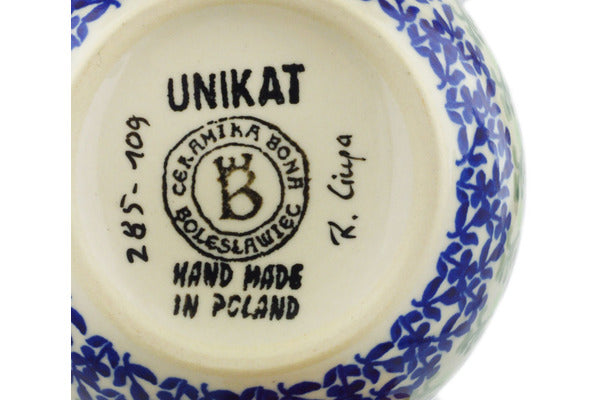 UNIKAT
CERAMIKA BONA
B
BOLESŁAWIEC
HAND MADE
IN POLAND
285-109
K. Ciupa